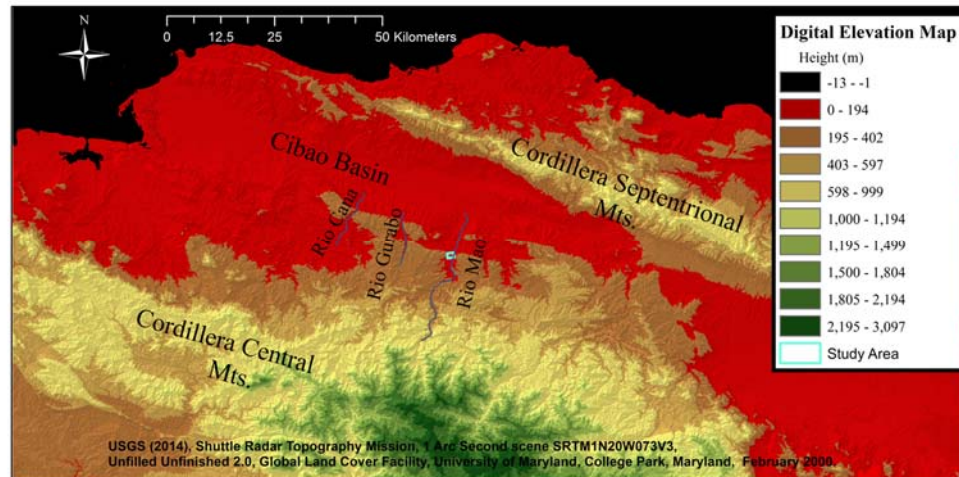 N
0 12.5 25 50 Kilometers
Digital Elevation Map
Height (m)
-13 - -1
0 - 194
195 - 402
403 - 597
598 - 999
1,000 - 1,194
1,195 - 1,499
1,500 - 1,804
1,805 - 2,194
2,195 - 3,097
Study Area
Cibao Basin
Cordillera Septentrional
Mts.
Rio Cana
Rio Gurabo
Rio Mao
Cordillera Central
Mts.
USGS (2014), Shuttle Radar Topography Mission, 1 Arc Second scene SRTM1N20W073V3,
Unfilled Unfinished 2.0, Global Land Cover Facility, University of Maryland, College Park, Maryland, February 2000.